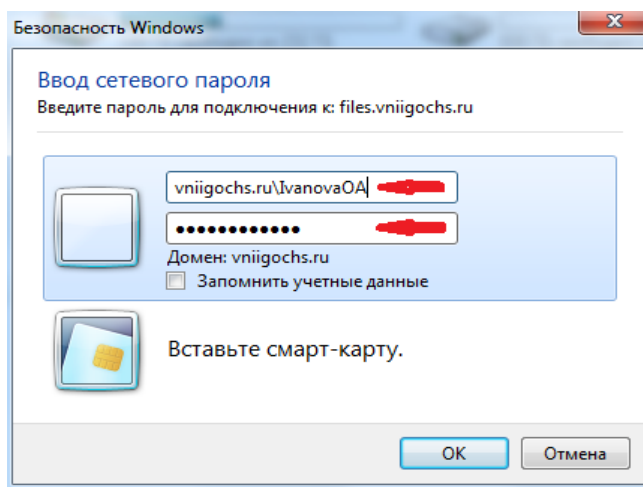 Безопасность Windows
Ввод сетевого пароля
Введите пароль для подключения к: files.vniigochs.ru
vniigochs.ru\IvanovaOA
●●●●●●●●●●●●
Домен: vniigochs.ru
Запомнить учетные данные
Вставьте смарт-карту.
OK
Отмена